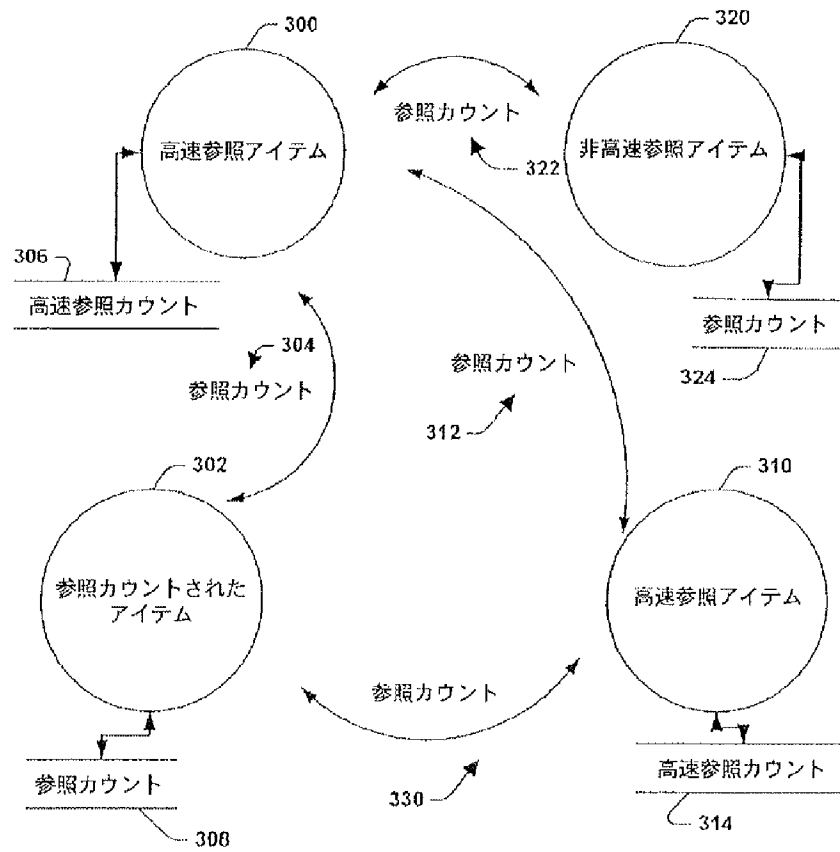 300
320
高速参照アイテム
参照カウント
322
非高速参照アイテム
306
高速参照カウント
参照カウント
324
304
参照カウント
参照カウント
312
302
310
参照カウントされた
アイテム
高速参照アイテム
参照カウント
330
参照カウント
308
高速参照カウント
314